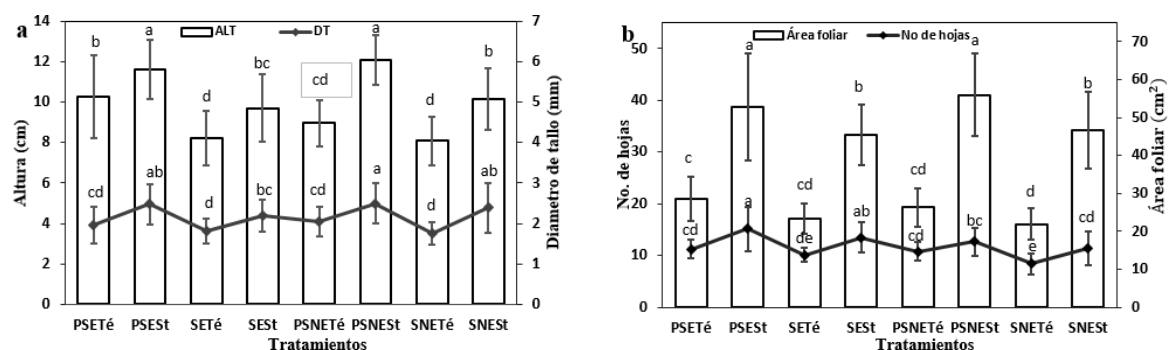 a
ALT DT
14
12
10
8
6
4
2
0
Altura (cm)
b a d bc cd a d b
cd ab d bc cd a d ab
7
6
5
4
3
2
1
0
Diametro de tallo (mm)
PSETé PSESt SETé SESt PSNETé PSNESt SNETé SNESt
Tratamientos
b
Área foliar No de hojas
50
40
30
20
10
0
No. de hojas
c a cd b cd a d b
cd a de ab cd bc e cd
70
60
50
40
30
20
10
0
Área foliar (cm²)
PSETé PSESt SETé SESt PSNETé PSNESt SNETé SNESt
Tratamientos